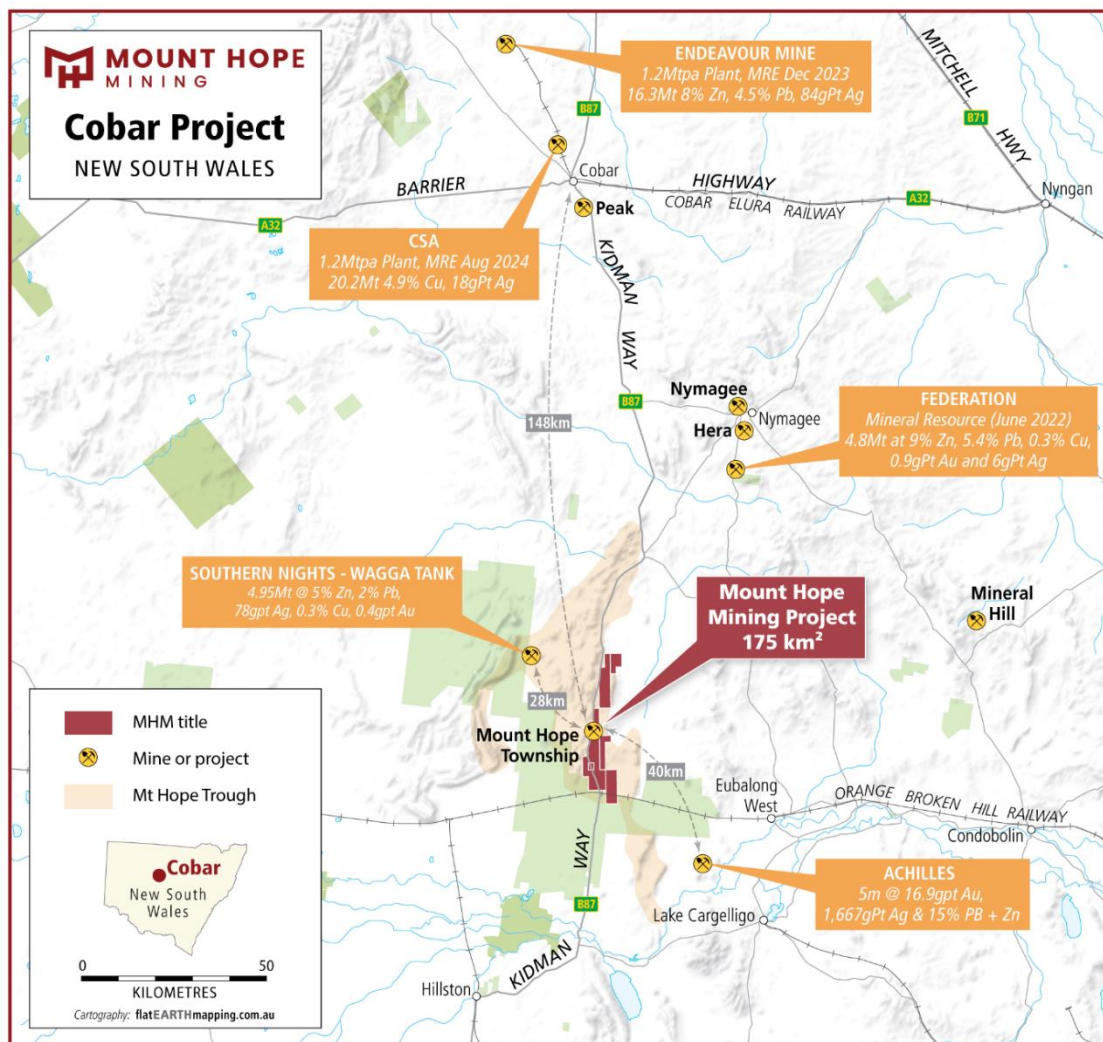 MOUNT HOPE
MINING
Cobar Project
NEW SOUTH WALES
ENDEAVOUR MINE
1.2Mtpa Plant, MRE Dec 2023
16.3Mt 8% Zn, 4.5% Pb, 84gPt Ag
MITCHELL
HWY
B87
B71
Cobar
BARRIER
HIGHWAY
COBAR ELURA RAILWAY
A32
A32
Nyngan
Peak
CSA
1.2Mtpa Plant, MRE Aug 2024
20.2Mt 4.9% Cu, 18gPt Ag
KIDMAN
WAY
148km
B87
Nymagee
Nymagee
Hera
FEDERATION
Mineral Resource (June 2022)
4.8Mt at 9% Zn, 5.4% Pb, 0.3% Cu,
0.9gPt Au and 6gPt Ag
SOUTHERN NIGHTS - WAGGA TANK
4.95Mt @ 5% Zn, 2% Pb,
78gpt Ag, 0.3% Cu, 0.4gpt Au
Mount Hope
Mining Project
175 km²
Mineral
Hill
28km
Mount Hope
Township
40km
Eubalong
West
ORANGE BROKEN HILL RAILWAY
Condobolin
WAY
B87
KIDMAN
ACHILLES
5m @ 16.9gpt Au,
1,667gPt Ag & 15% PB + Zn
Lake Cargelligo
Hillston
MHM title
Mine or project
Mt Hope Trough
Cobar
New South
Wales
0
50
KILOMETRES
Cartography: flatEARTHmapping.com.au